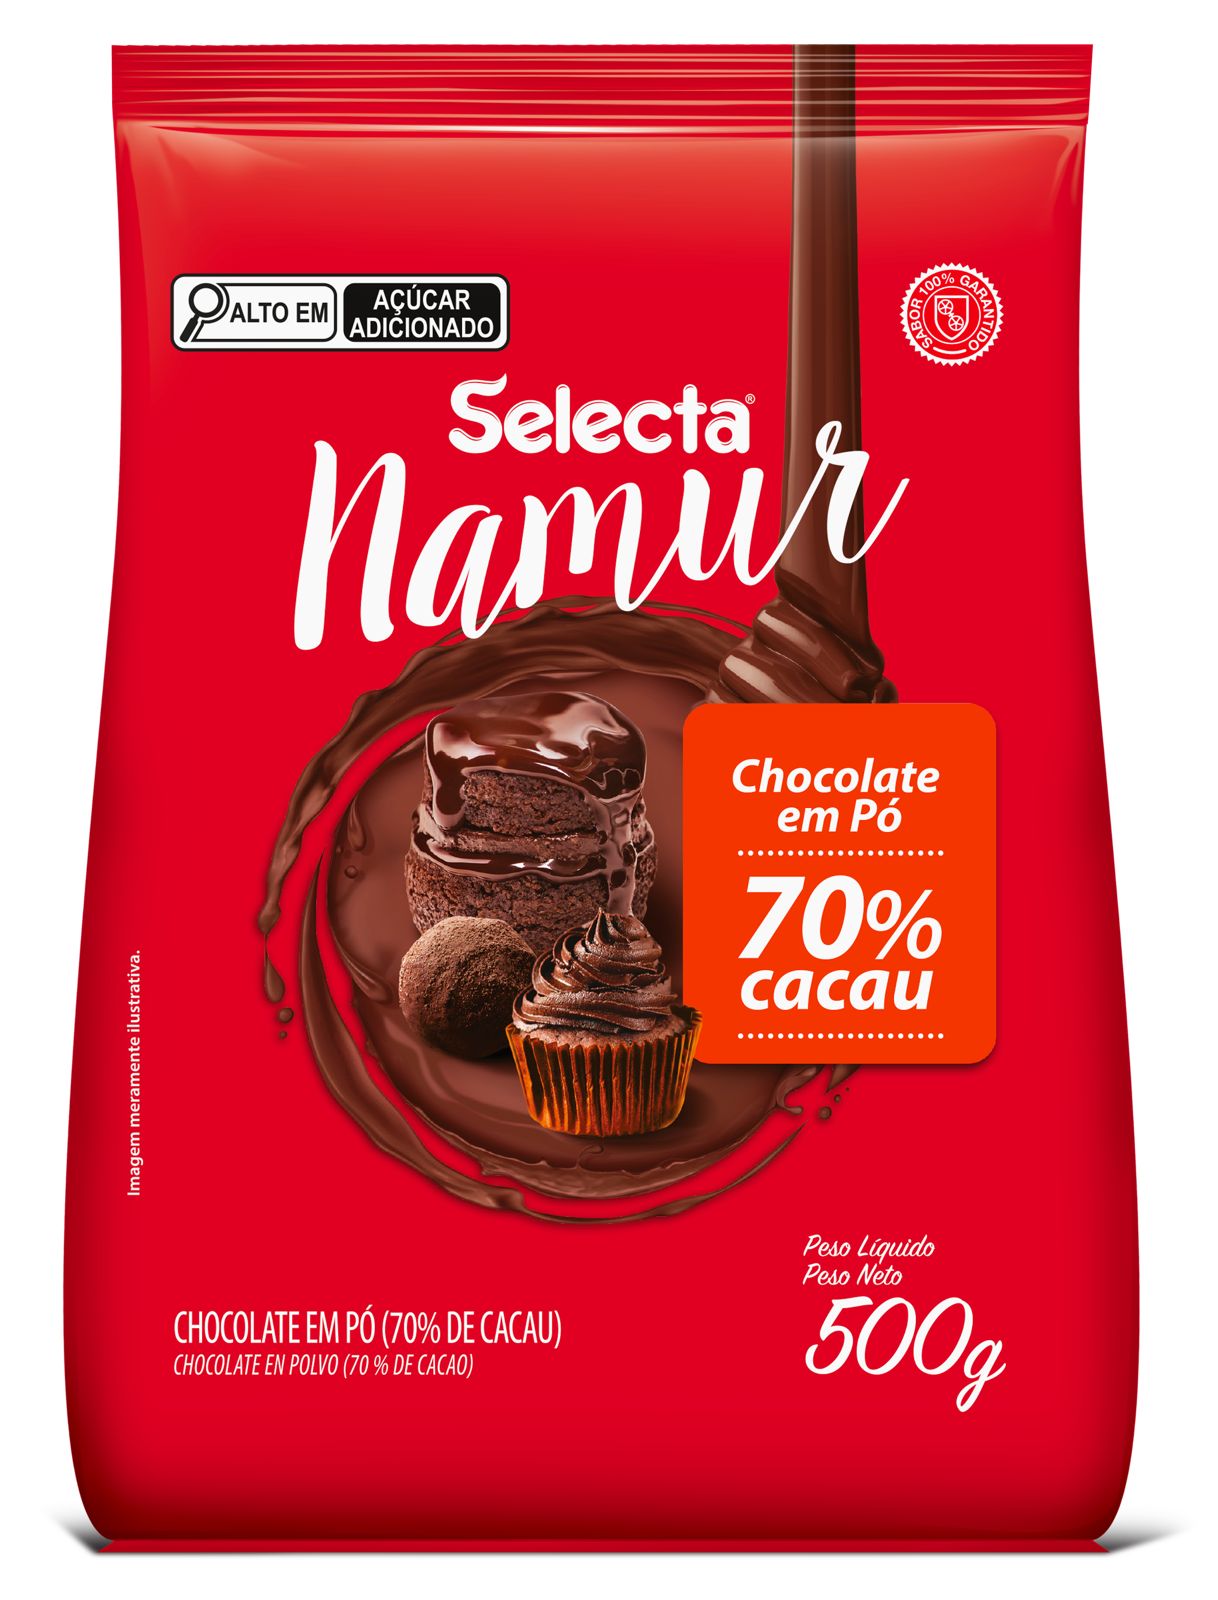 ALTO EM
AÇÚCAR
ADICIONADO
SABOR 100% GARANTIDO
Selecta®
Namur
Chocolate
em Pó
70%
cacau
Imagem meramente ilustrativa.
Peso Líquido
Peso Neto
500g
CHOCOLATE EM PÓ (70% DE CACAU)
CHOCOLATE EN POLVO (70 % DE CACAO)